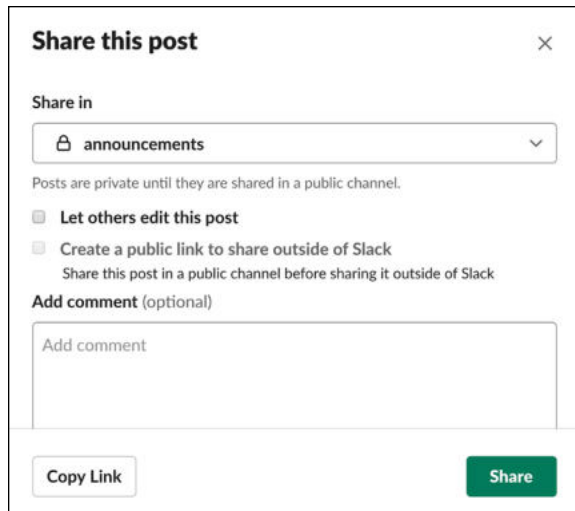 Share this post
Share in
announcements
Posts are private until they are shared in a public channel.
Let others edit this post
Create a public link to share outside of Slack
Share this post in a public channel before sharing it outside of Slack
Add comment (optional)
Add comment
Copy Link
Share